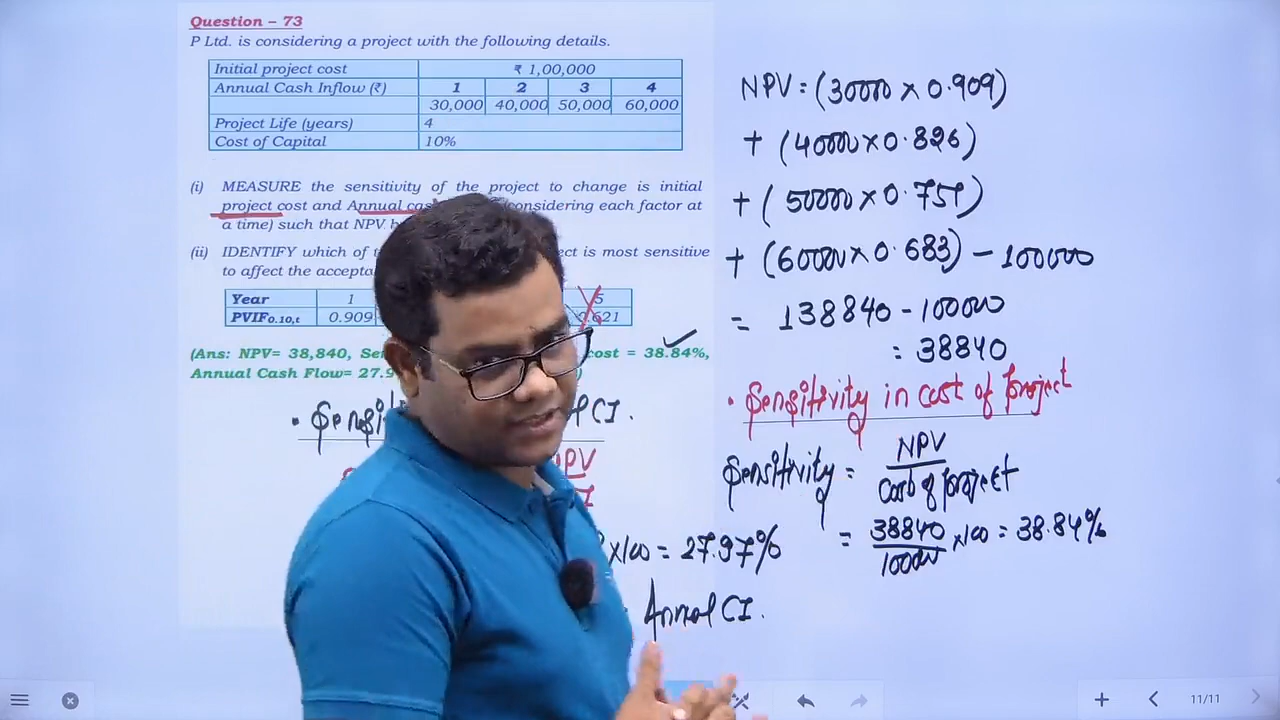 Question – 73
P Ltd. is considering a project with the following details.
Initial project cost ₹ 1,00,000
Annual Cash Inflow (₹) 1 2 3 4
30,000 40,000 50,000 60,000
Project Life (years) 4
Cost of Capital 10%
(i) MEASURE the sensitivity of the project to change is initial
project cost and Annual considering each factor at
a time) such that NPV
(ii) IDENTIFY which of is most sensitive
to affect the
Year 1 5
PVIF0.10,t 0.909 0.621
(Ans: NPV= 38,840, cost = 38.84%,
Annual Cash Flow= 27.9
CI.
NPV
x100 = 27.97%
Annual CI.
NPV = (30000 x 0.909)
+ (40000 x 0.826)
+ (50000 x 0.751)
+ (60000 x 0.683) - 100000
= 138840 - 100000
= 38840
• Sensitivity in cost of project
Sensitivity = NPV
Cost of project
= 38840 x 100 = 38.84%
100000
11/11